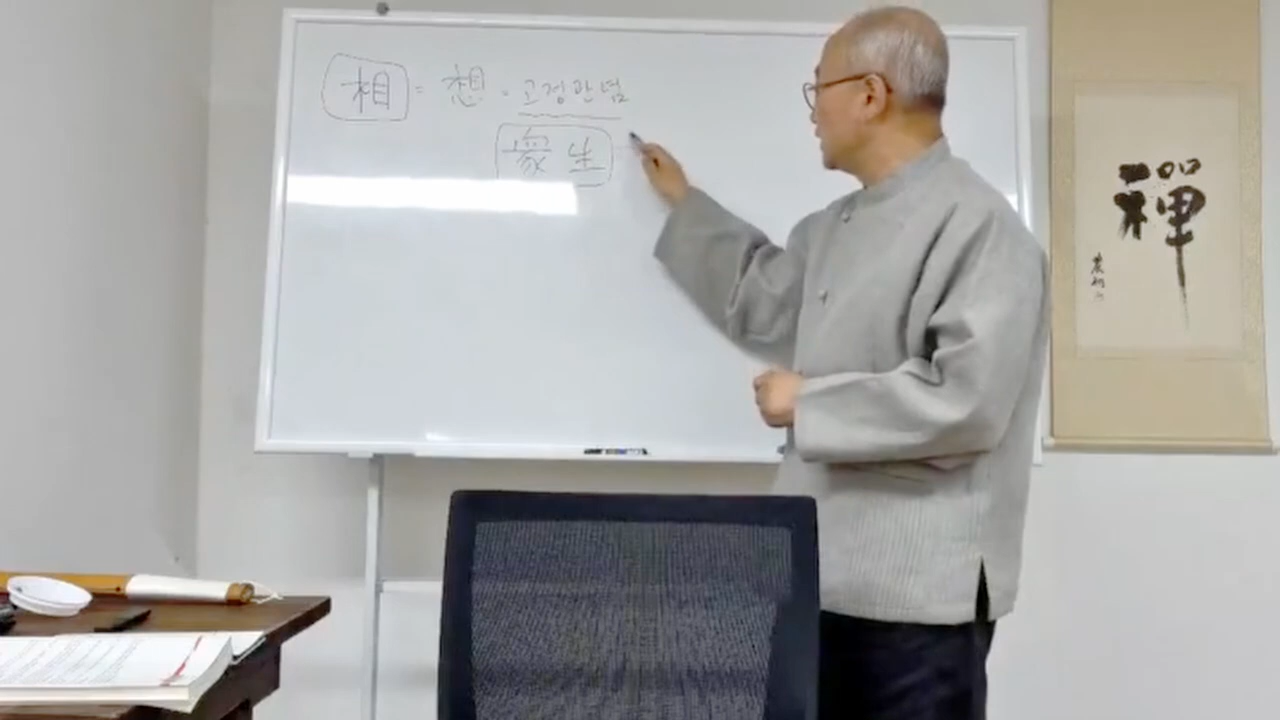 相 = 想 = 고정관념
衆生
禪